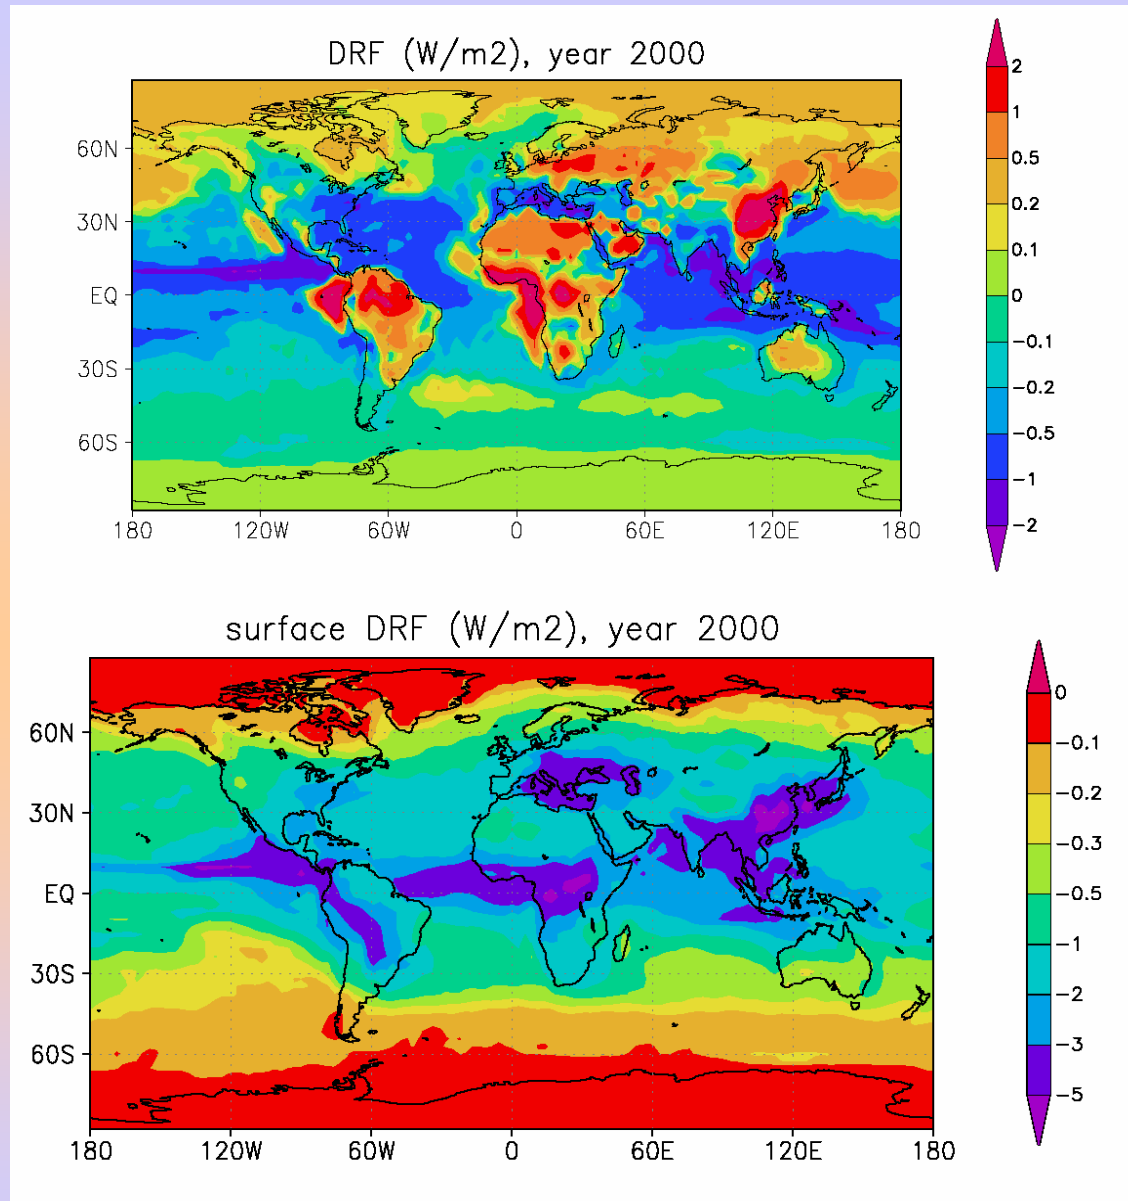 DRF (W/m2), year 2000
2
1
0.5
0.2
0.1
0
−0.1
−0.2
−0.5
−1
−2
60N
30N
EQ
30S
60S
180 120W 60W 0 60E 120E 180
surface DRF (W/m2), year 2000
0
−0.1
−0.2
−0.3
−0.5
−1
−2
−3
−5
60N
30N
EQ
30S
60S
180 120W 60W 0 60E 120E 180